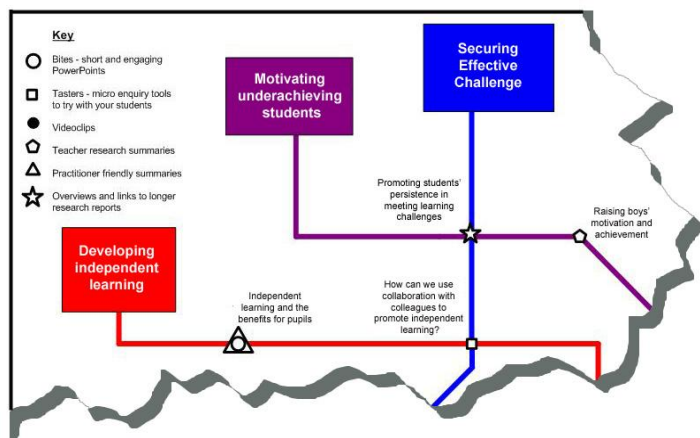 Key
Bites - short and engaging
PowerPoints
Tasters - micro enquiry tools
to try with your students
Videoclips
Teacher research summaries
Practitioner friendly summaries
Overviews and links to longer
research reports
Motivating
underachieving
students
Securing
Effective
Challenge
Promoting students'
persistence in
meeting learning
challenges
Raising boys'
motivation and
achievement
Developing
independent
learning
Independent
learning and the
benefits for pupils
How can we use
collaboration with
colleagues to
promote independent
learning?